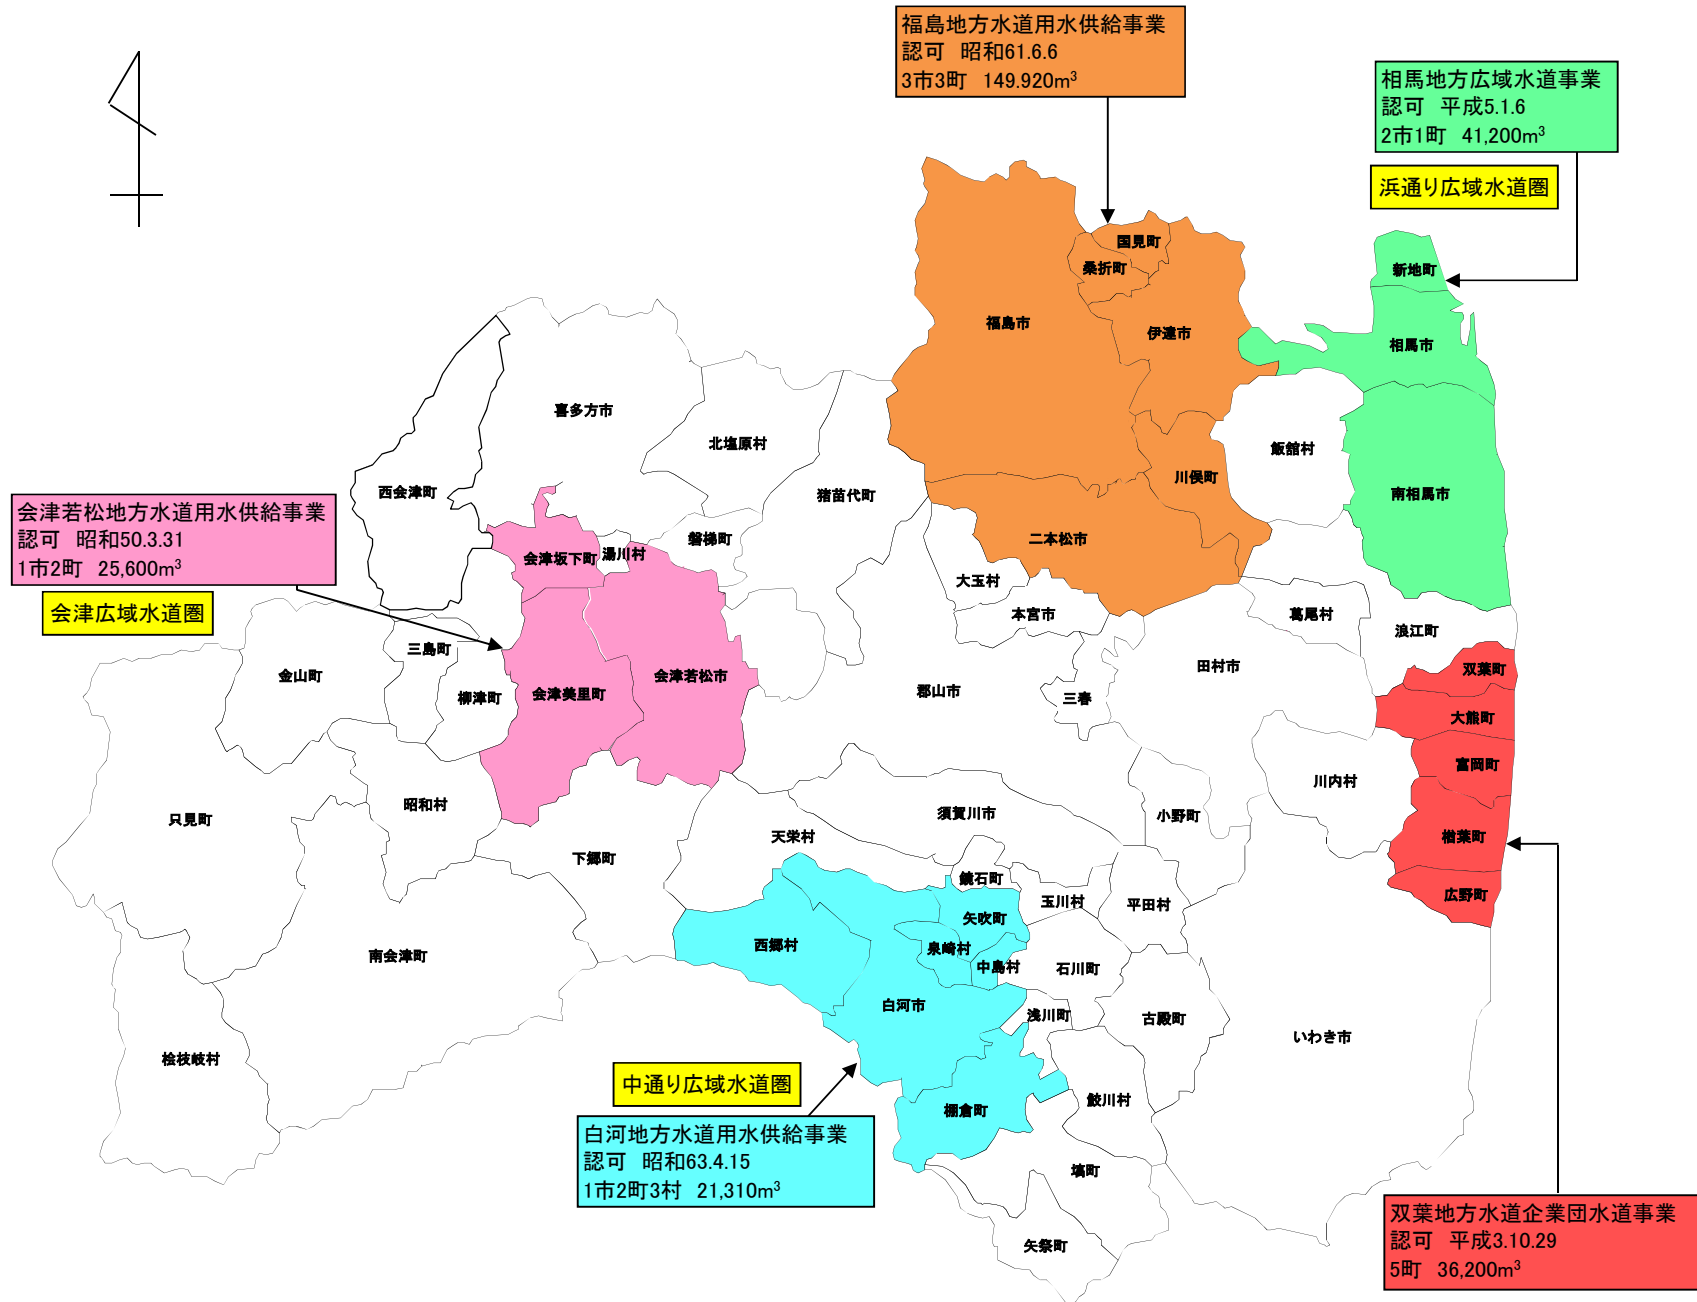 福島地方水道用水供給事業
認可 昭和61.6.6
3市3町 149.920m³
相馬地方広域水道事業
認可 平成5.1.6
2市1町 41,200m³
浜通り広域水道圏
国見町
桑折町
新地町
福島市
伊達市
相馬市
喜多方市
北塩原村
飯舘村
川俣町
西会津町
猪苗代町
南相馬市
会津若松地方水道用水供給事業
認可 昭和50.3.31
1市2町 25,600m³
会津広域水道圏
会津坂下町
湯川村
磐梯町
二本松市
大玉村
本宮市
葛尾村
浪江町
三島町
金山町
柳津町
会津美里町
会津若松市
郡山市
三春
田村市
双葉町
大熊町
富岡町
川内村
楢葉町
広野町
只見町
昭和村
下郷町
天栄村
須賀川市
小野町
鏡石町
玉川村
平田村
矢吹町
泉崎村
中島村
西郷村
石川町
南会津町
白河市
浅川町
古殿町
いわき市
桧枝岐村
中通り広域水道圏
棚倉町
鮫川村
白河地方水道用水供給事業
認可 昭和63.4.15
1市2町3村 21,310m³
塙町
矢祭町
双葉地方水道企業団水道事業
認可 平成3.10.29
5町 36,200m³